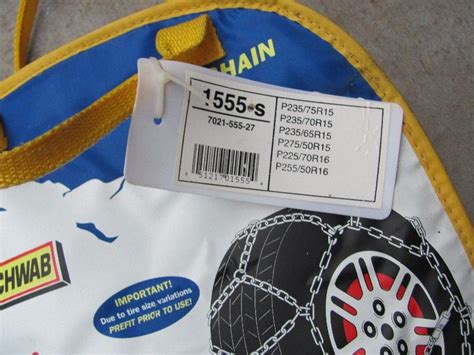 CHAIN
1555-S
7021-555-27
5121701555
P235/75R15
P235/70R15
P235/65R15
P275/50R15
P225/70R16
P255/50R16
CHWAB
IMPORTANT!
Due to tire size variations
PREFIT PRIOR TO USE!